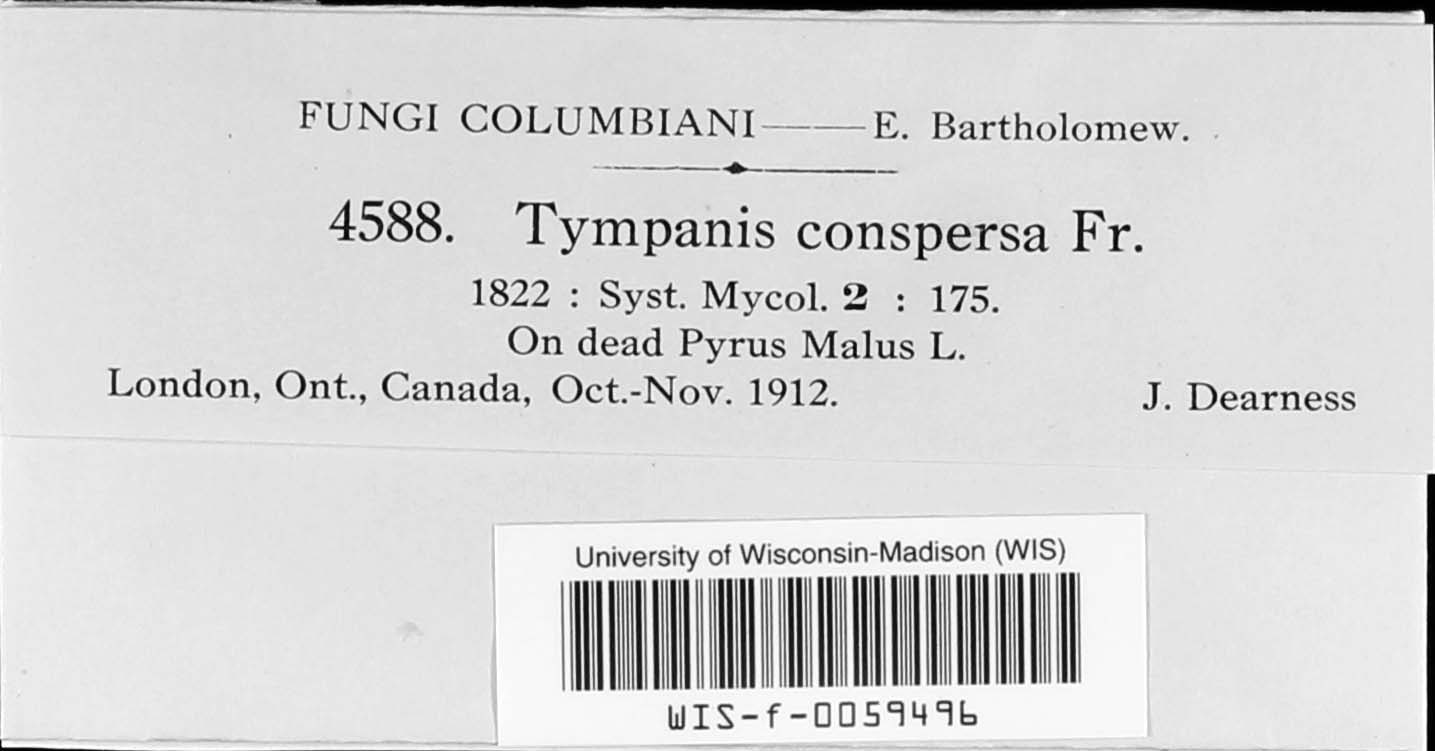 FUNGI COLUMBIANI——E. Bartholomew.
4588. Tympanis conspersa Fr.
1822 : Syst. Mycol. 2 : 175.
On dead Pyrus Malus L.
London, Ont., Canada, Oct.-Nov. 1912. J. Dearness
University of Wisconsin-Madison (WIS)
WIS-f-0059496